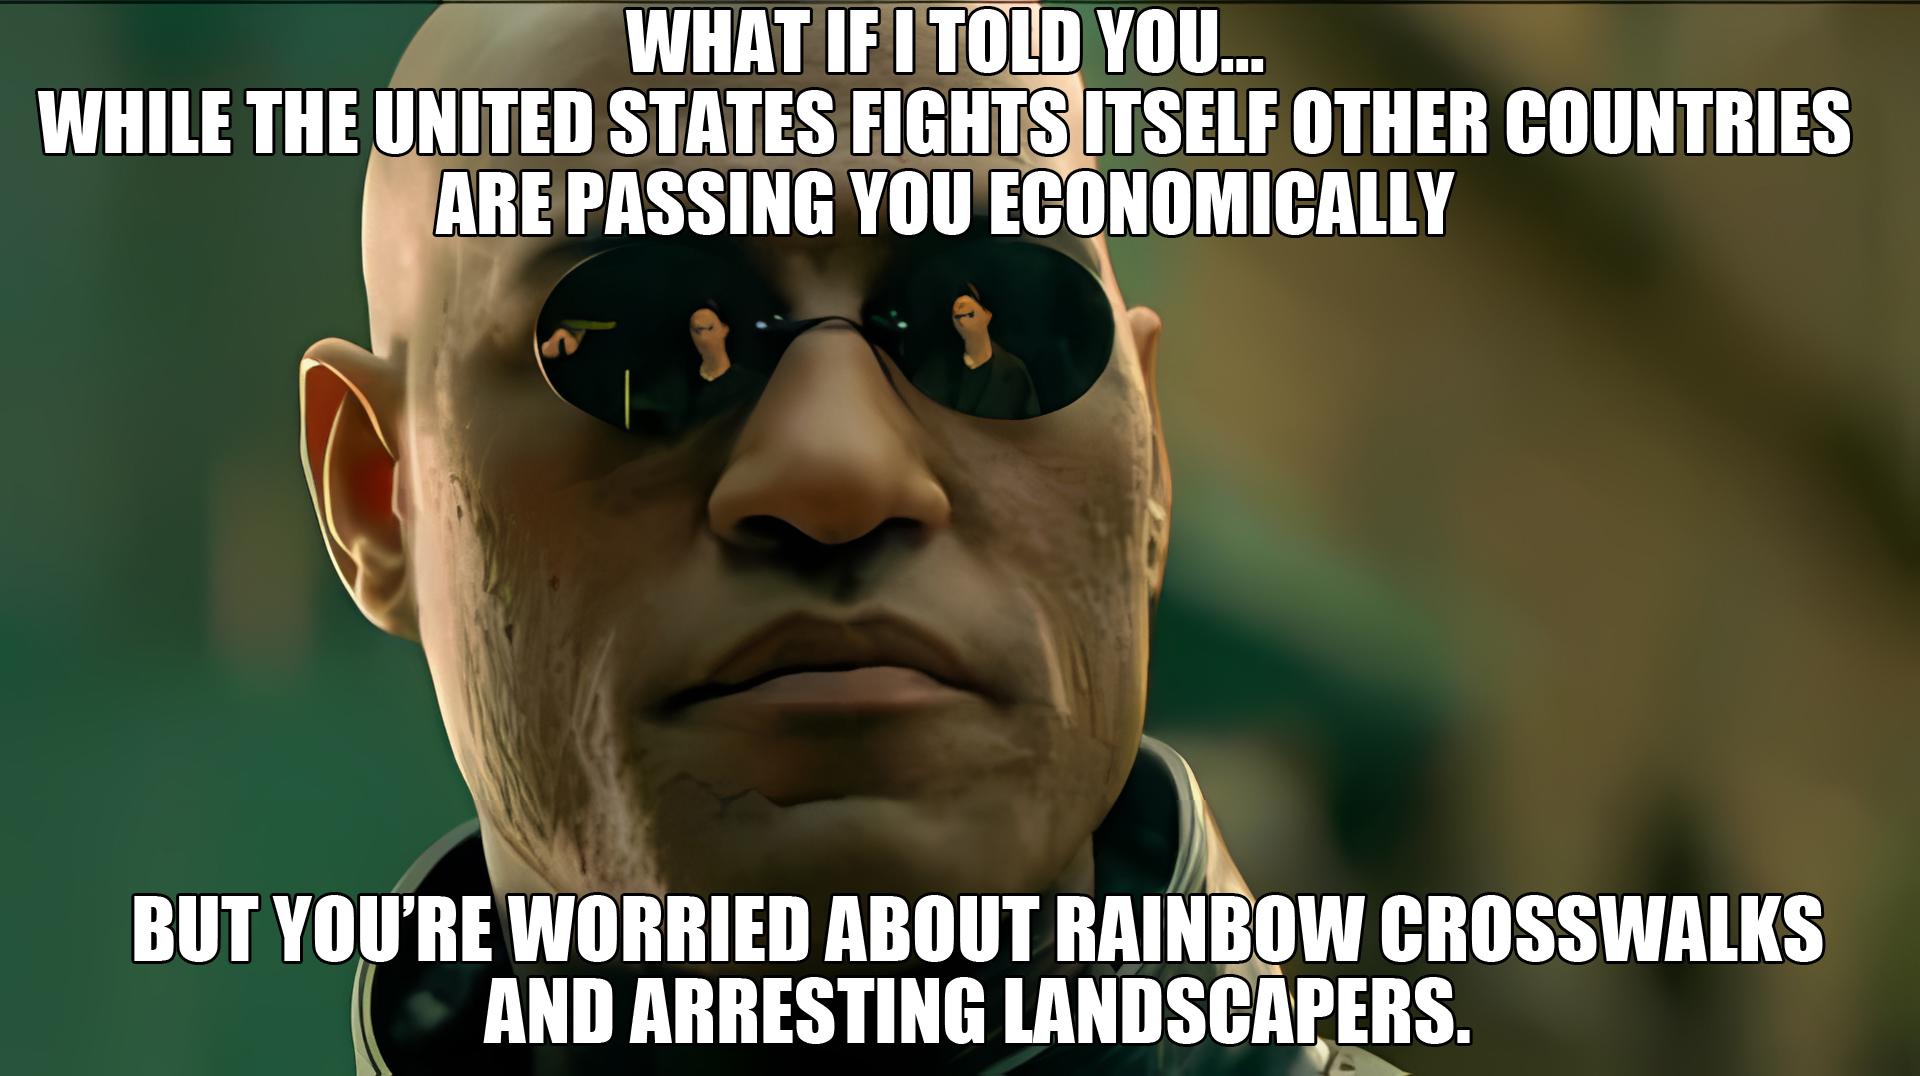 WHAT IF I TOLD YOU...
WHILE THE UNITED STATES FIGHTS ITSELF OTHER COUNTRIES
ARE PASSING YOU ECONOMICALLY
BUT YOU’RE WORRIED ABOUT RAINBOW CROSSWALKS
AND ARRESTING LANDSCAPERS.